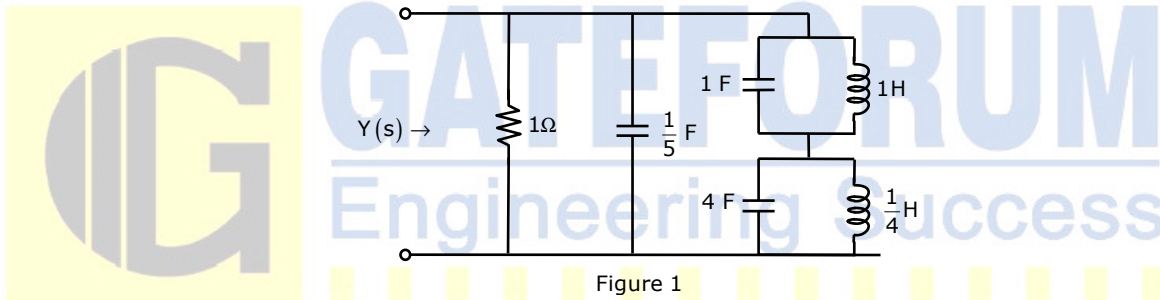 GATEFORUM
Engineering Success
Y(s) →
1Ω
1/5 F
1 F
1H
4 F
1/4 H
Figure 1